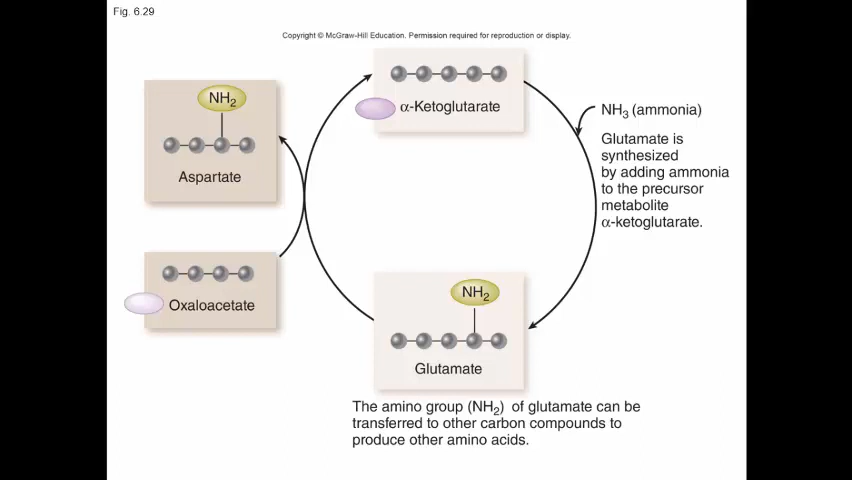 Fig. 6.29
Copyright © McGraw-Hill Education. Permission required for reproduction or display.
α-Ketoglutarate
NH₃ (ammonia)
Glutamate is
synthesized
by adding ammonia
to the precursor
metabolite
α-ketoglutarate.
NH₂
Aspartate
Oxaloacetate
NH₂
Glutamate
The amino group (NH₂) of glutamate can be
transferred to other carbon compounds to
produce other amino acids.